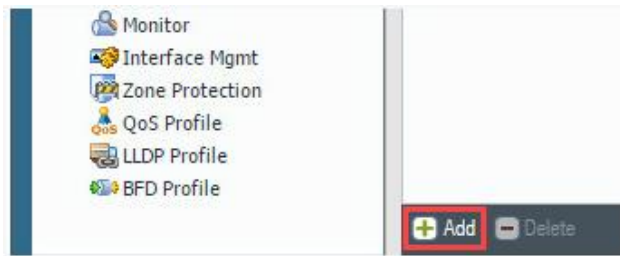 Monitor
Interface Mgmt
Zone Protection
QoS Profile
LLDP Profile
BFD Profile
Add Delete